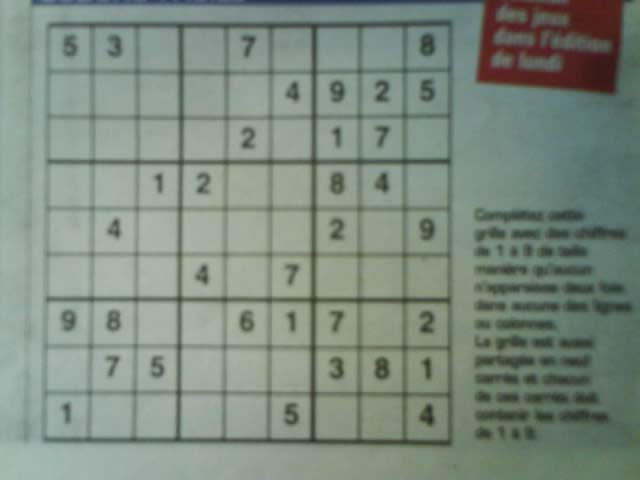 des jeux
dans l'édition
de lundi
5 3 7 8
4 9 2 5
2 1 7
1 2 8 4
4 2 9
4 7
9 8 6 1 7 2
7 5 3 8 1
1 5 4
Complétez cette
grille avec des chiffres
de 1 à 9 de telle
manière qu'aucun
n'apparaisse deux fois
dans aucune des lignes
ou colonnes.
La grille est aussi
partagée en neuf
carrés et chacun
de ces carrés doit
contenir les chiffres
de 1 à 9.